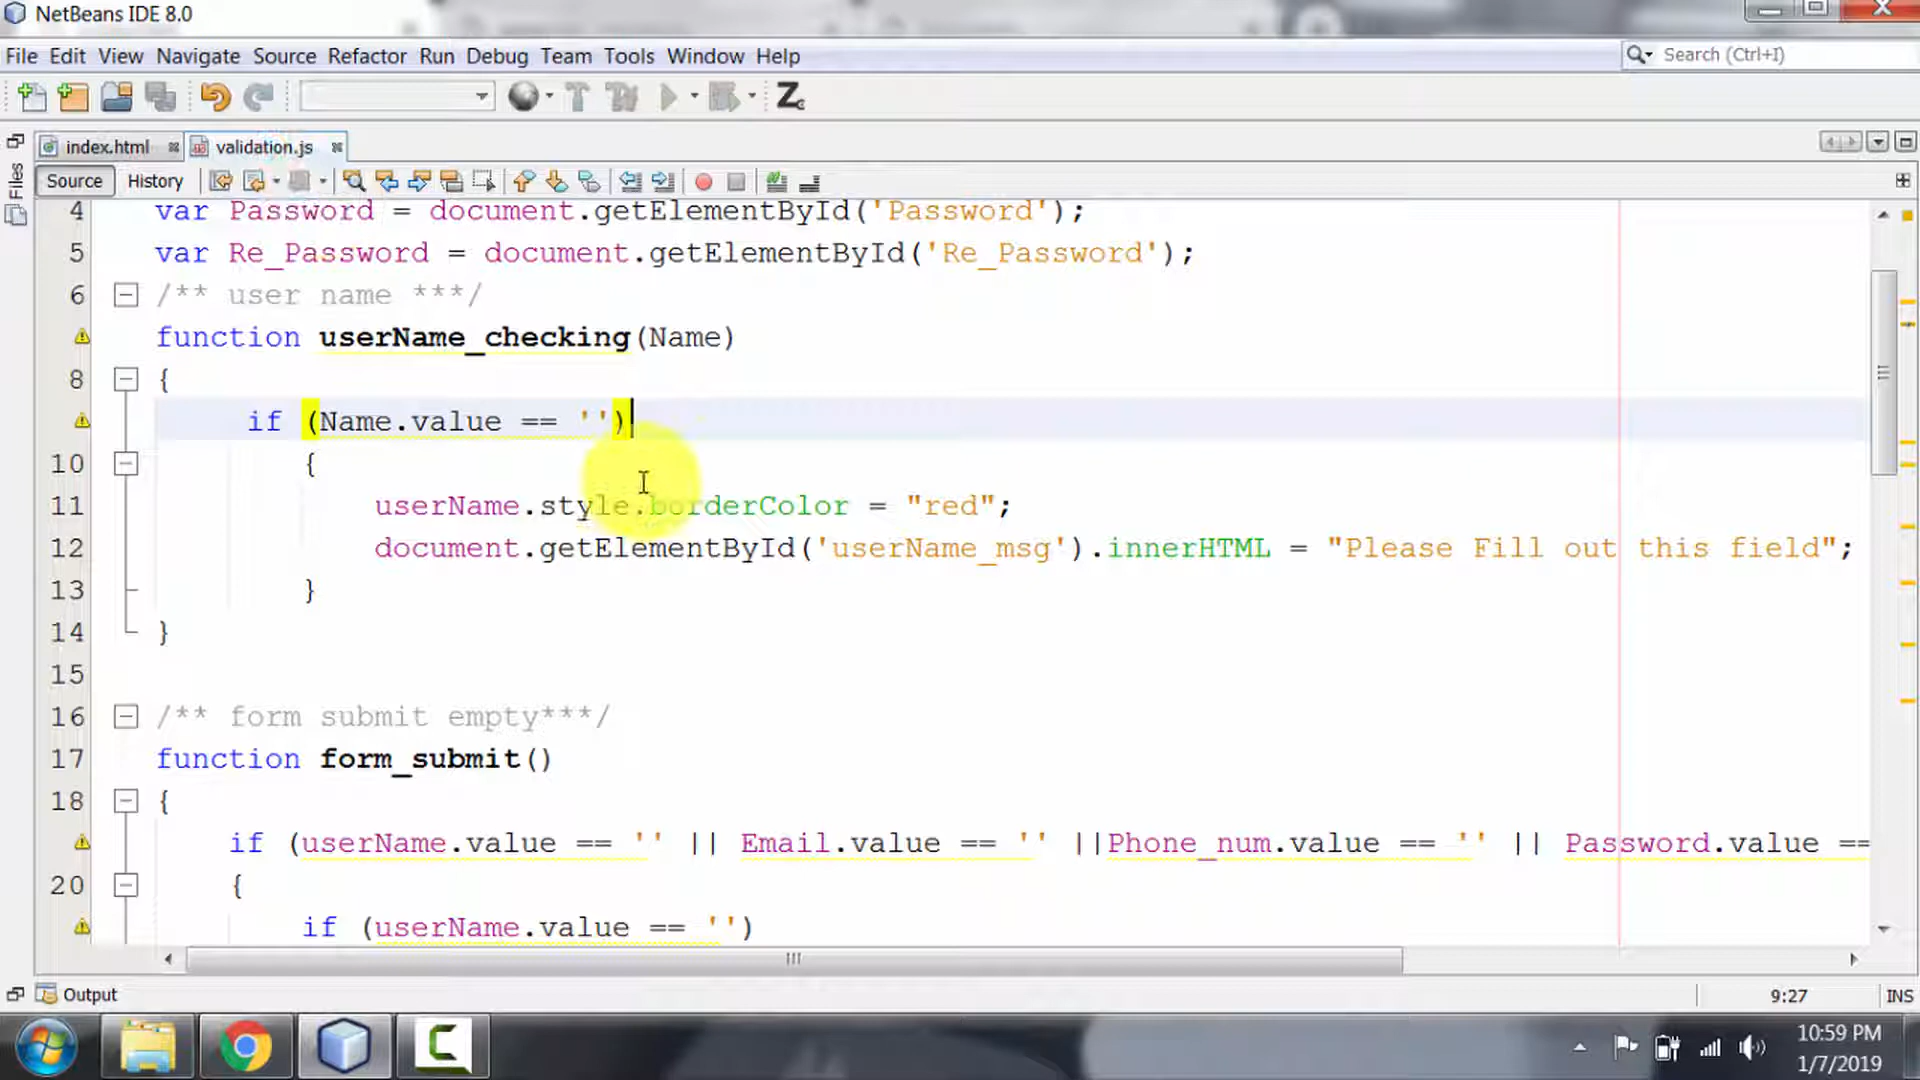 NetBeans IDE 8.0
File Edit View Navigate Source Refactor Run Debug Team Tools Window Help
Search (Ctrl+I)
index.html
validation.js
Files
Source History
4 var Password = document.getElementById('Password');
5 var Re_Password = document.getElementById('Re_Password');
6 /** user name ***/
function userName_checking(Name)
8 {
if (Name.value == '')
10 {
11 userName.style.borderColor = "red";
12 document.getElementById('userName_msg').innerHTML = "Please Fill out this field";
13 }
14 }
15
16 /** form submit empty***/
17 function form_submit()
18 {
if (userName.value == '' || Email.value == '' ||Phone_num.value == '' || Password.value ==
20 {
if (userName.value == '')
Output
9:27 INS
10:59 PM
1/7/2019